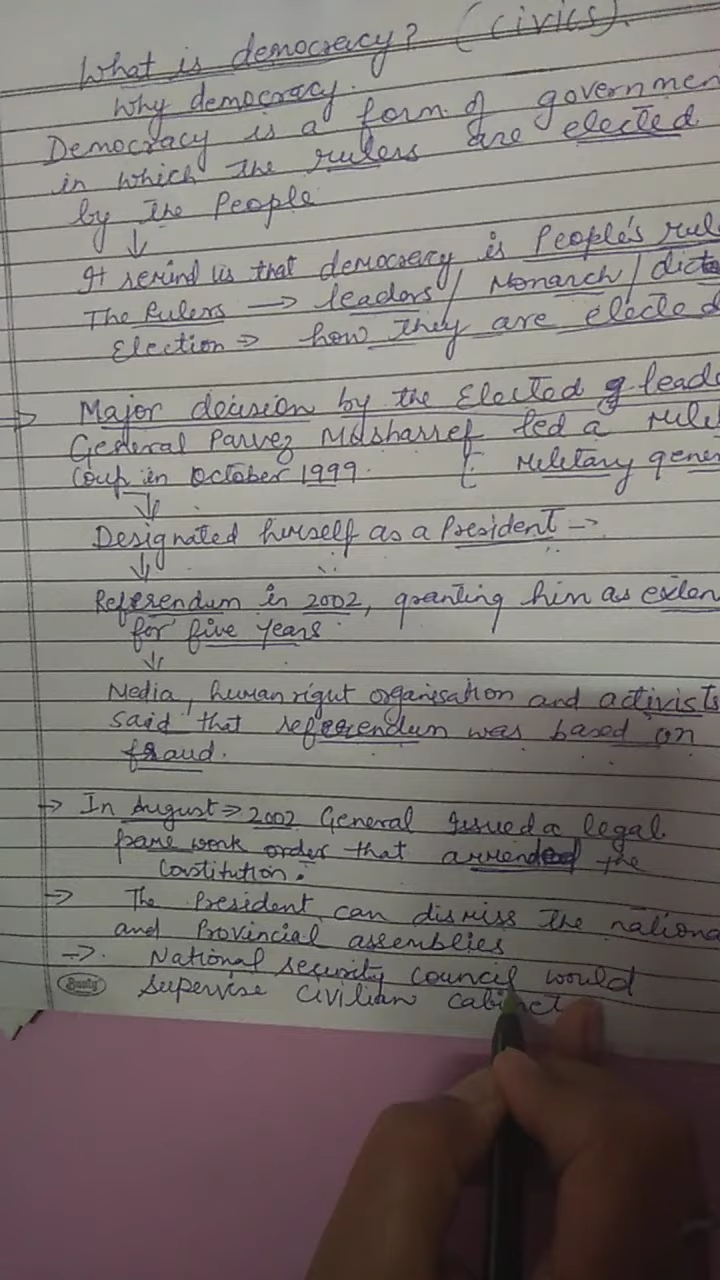 What is democracy? (Civics).
Why democracy.
Democracy is a form of governmen
in which the rulers are elected
by the People
↓
It remind us that democracy is People's rul
The Rulers → leaders / Monarch / dicta
Election → how they are elected
⇒ Major decision by the Elected leade
General Parvez Musharref led a
Coup in October 1999. [ Military gene
↓
Designated himself as a President →
↓
Referendum in 2002, granting him as exten
for five years.
↓
Media, human right organisation and activists
said that referendum was based on
fraud.
→ In August → 2002 General Issued a legal
frame work order that amended the
Constitution.
→ The President can dismiss the nationa
and Provincial assemblies
→. National security council would
supervise civilian cabinet